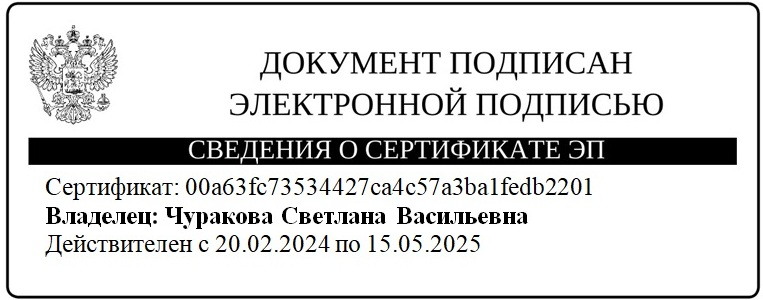 ДОКУМЕНТ ПОДПИСАН
ЭЛЕКТРОННОЙ ПОДПИСЬЮ
СВЕДЕНИЯ О СЕРТИФИКАТЕ ЭП
Сертификат: 00a63fc73534427ca4c57a3ba1fedb2201
Владелец: Чуракова Светлана Васильевна
Действителен с 20.02.2024 по 15.05.2025